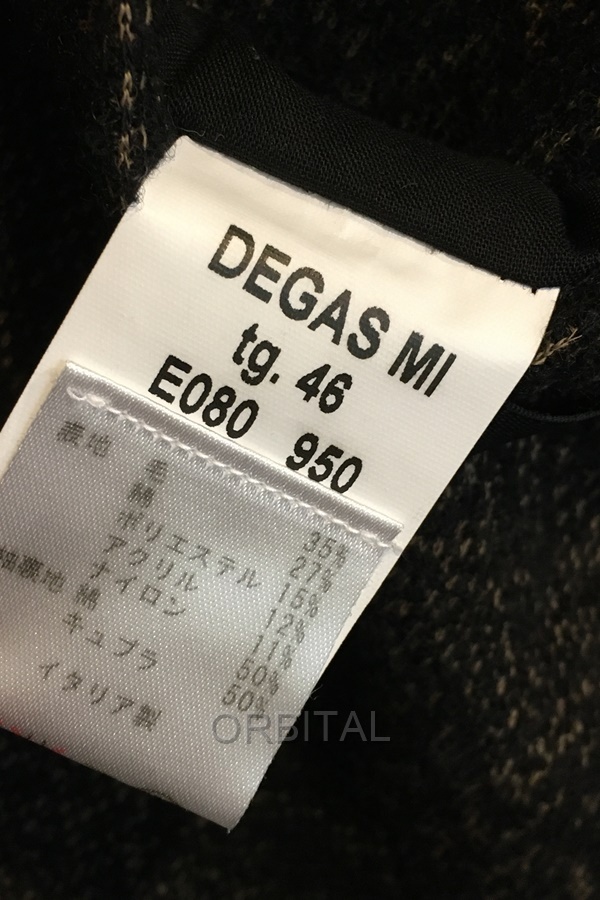 DEGAS MI
tg. 46
E080 950
表地 毛 35%
綿 27%
ポリエステル 15%
アクリル 12%
ナイロン 11%
裏地 綿 50%
キュプラ 50%
イタリア製
ORBITAL